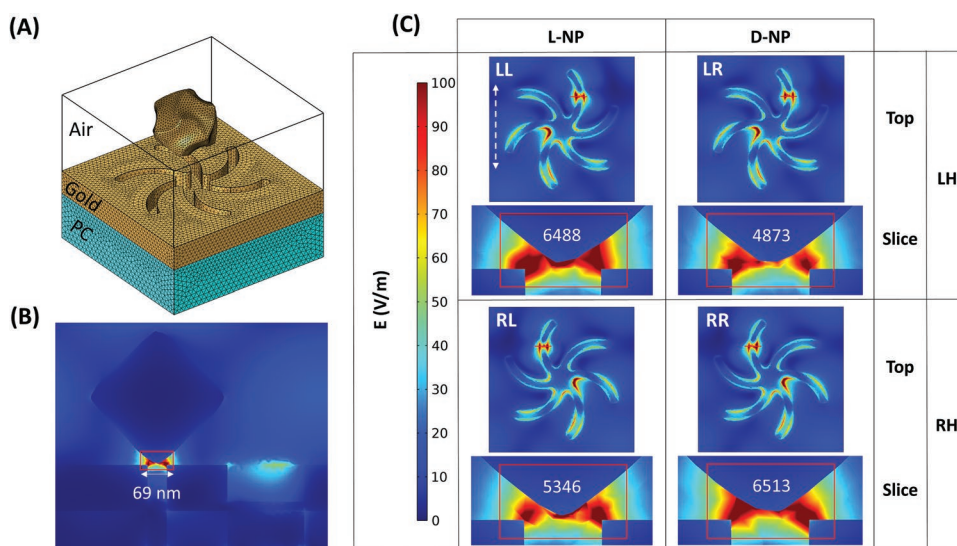 (A)
Air
Gold
PC
(B)
69 nm
(C)
L-NP
D-NP
E (V/m)
100
90
80
70
60
50
40
30
20
10
0
LL
LR
Top
LH
6488
4873
Slice
RL
RR
Top
RH
5346
6513
Slice